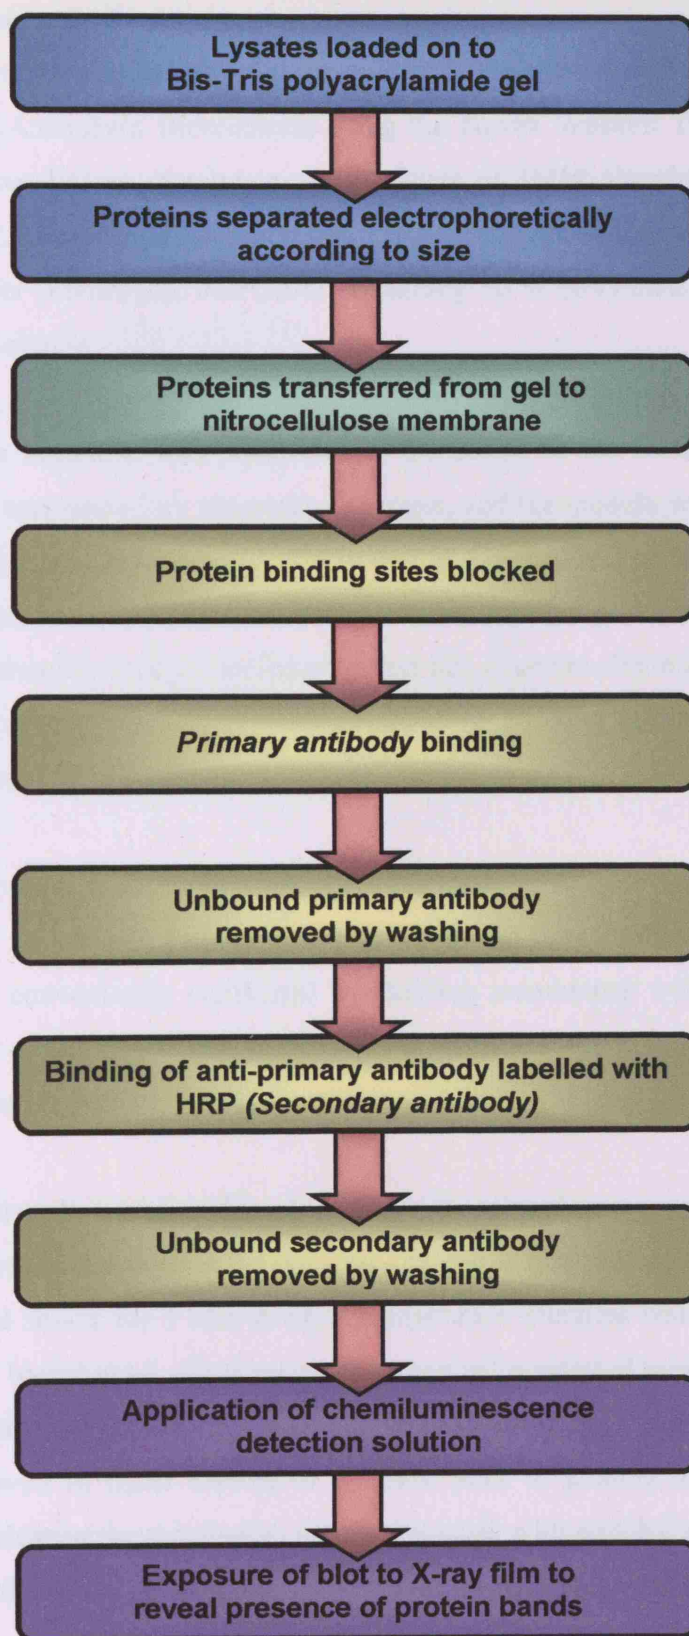 Lysates loaded on to
Bis-Tris polyacrylamide gel
Proteins separated electrophoretically
according to size
Proteins transferred from gel to
nitrocellulose membrane
Protein binding sites blocked
Primary antibody binding
Unbound primary antibody
removed by washing
Binding of anti-primary antibody labelled with
HRP (Secondary antibody)
Unbound secondary antibody
removed by washing
Application of chemiluminescence
detection solution
Exposure of blot to X-ray film to
reveal presence of protein bands